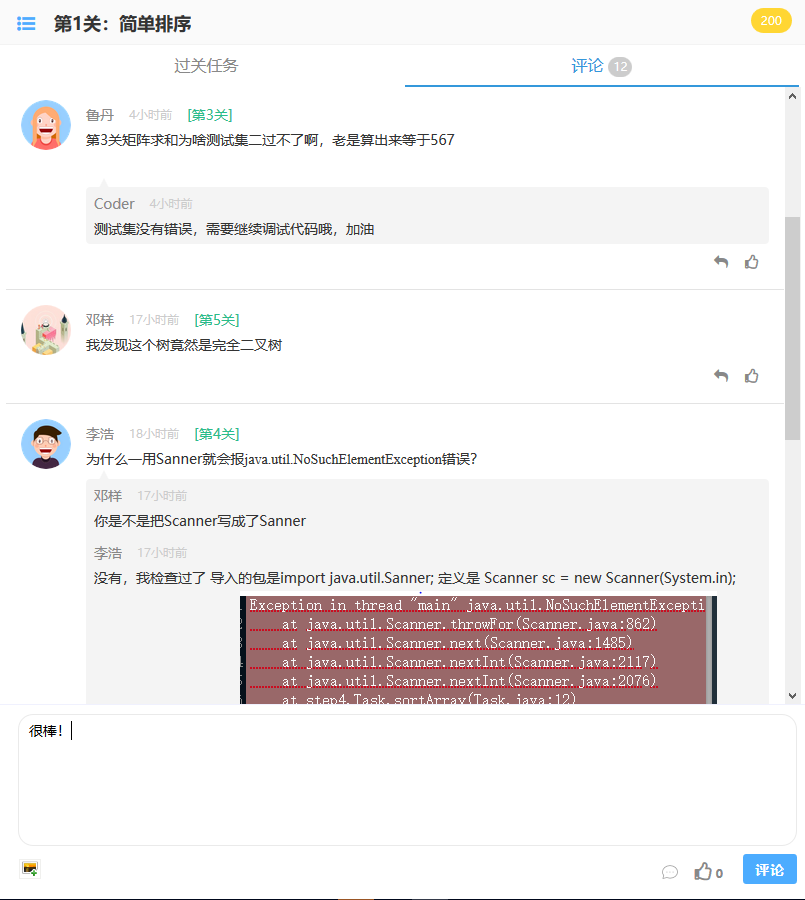 第1关：简单排序
200
过关任务
评论 12
鲁丹 4小时前 [第3关]
第3关矩阵求和为啥测试集二过不了啊，老是算出来等于567
Coder 4小时前
测试集没有错误，需要继续调试代码哦，加油
邓样 17小时前 [第5关]
我发现这个树竟然是完全二叉树
李浩 18小时前 [第4关]
为什么一用Sanner就会报java.util.NoSuchElementException错误？
邓样 17小时前
你是不是把Scanner写成了Sanner
李浩 17小时前
没有，我检查过了 导入的包是import java.util.Sanner; 定义是 Scanner sc = new Scanner(System.in);
Exception in thread "main" java.util.NoSuchElementExcepti
at java.util.Scanner.throwFor(Scanner.java:862)
at java.util.Scanner.next(Scanner.java:1485)
at java.util.Scanner.nextInt(Scanner.java:2117)
at java.util.Scanner.nextInt(Scanner.java:2076)
at step4.Task.sortArray(Task.java:12)
很棒！
0
评论